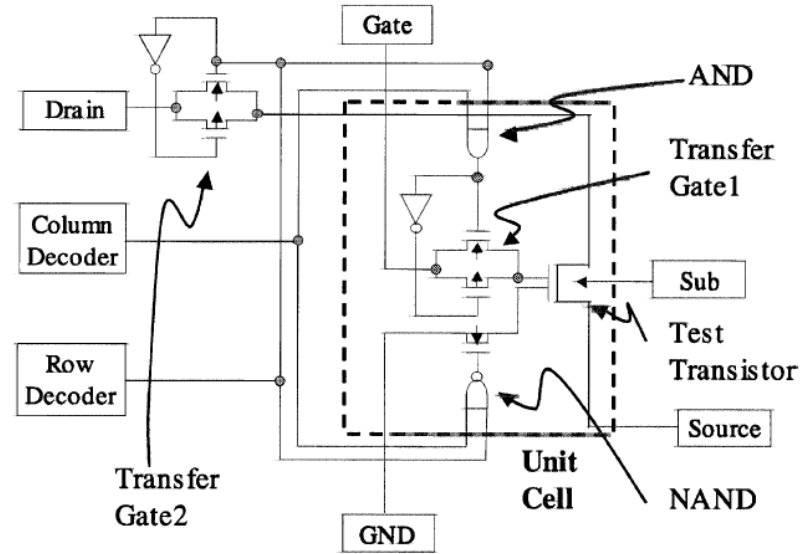 Gate
AND
Drain
Transfer
Gate1
Column
Decoder
Sub
Test
Transistor
Row
Decoder
Source
Transfer
Gate2
Unit
Cell
NAND
GND